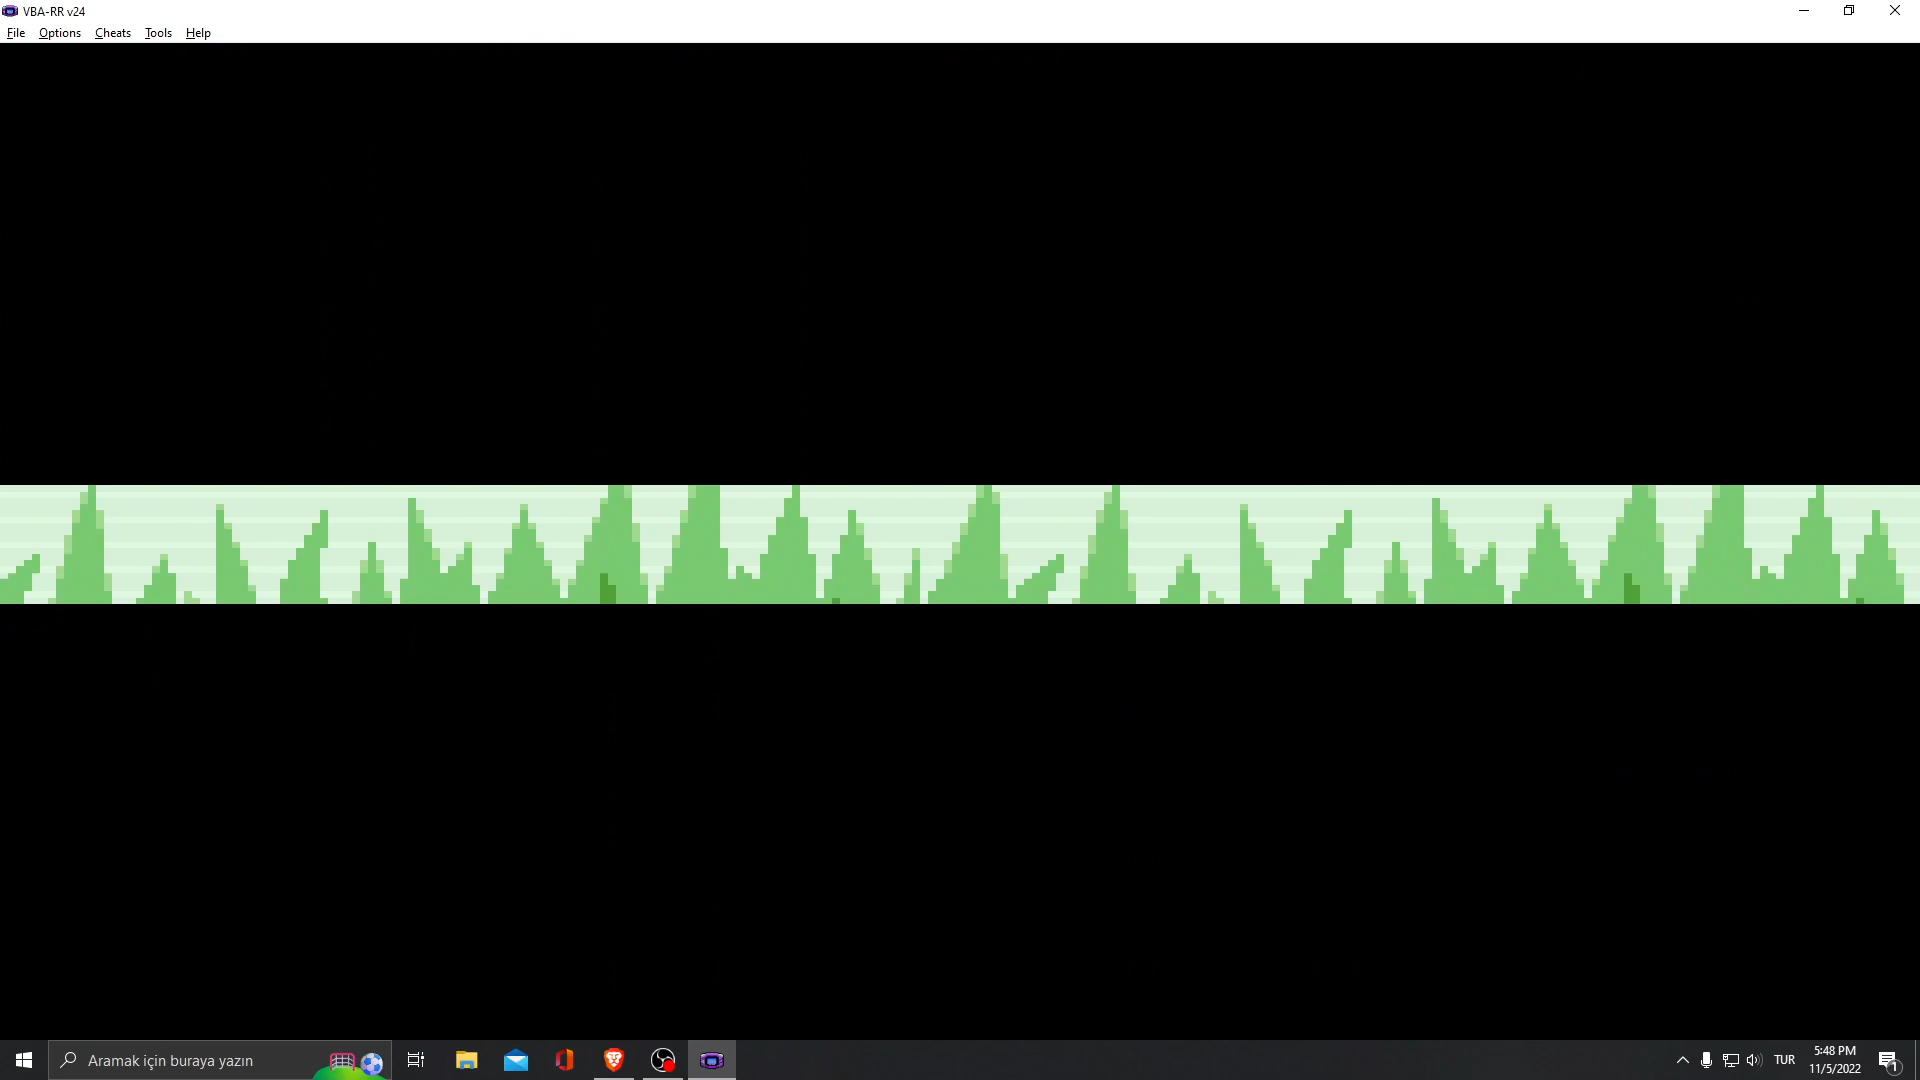 VBA-RR v24
File Options Cheats Tools Help
Aramak için buraya yazın
TUR
5:48 PM
11/5/2022
1